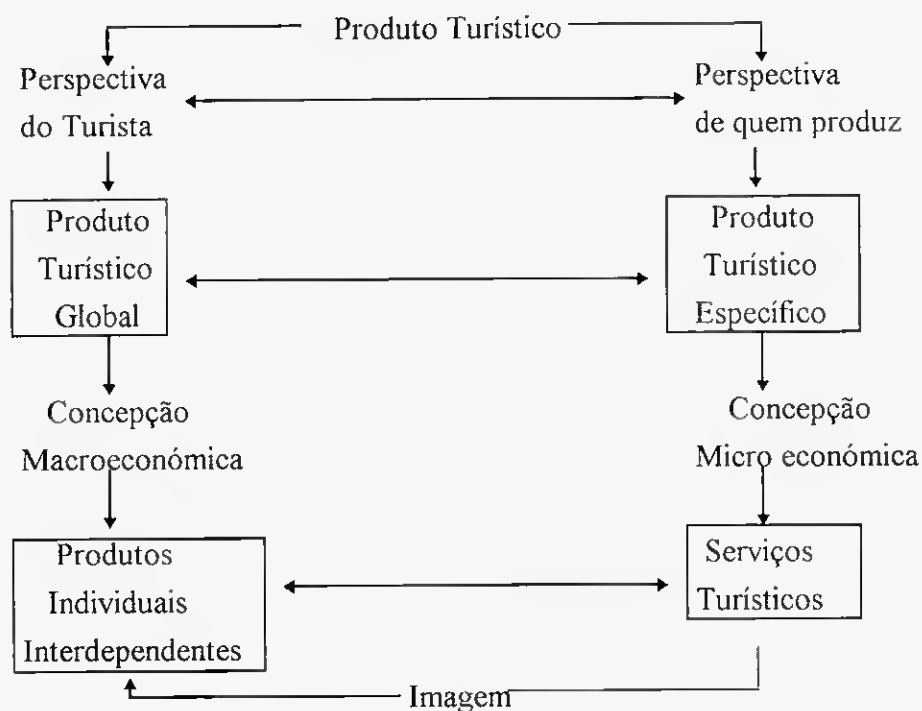 Produto Turístico
Perspectiva
do Turista
Perspectiva
de quem produz
Produto
Turístico
Global
Produto
Turístico
Específico
Concepção
Macroeconómica
Concepção
Micro económica
Produtos
Individuais
Interdependentes
Serviços
Turísticos
Imagem